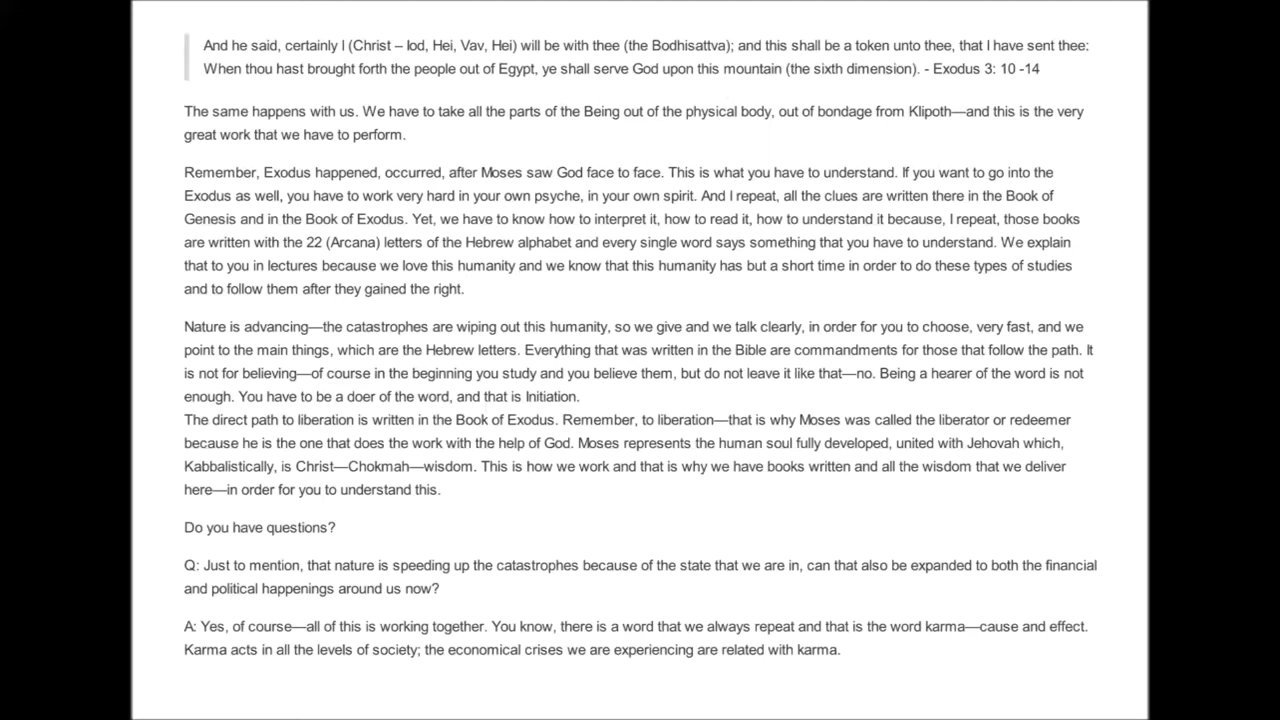 And he said, certainly I (Christ – Iod, Hei, Vav, Hei) will be with thee (the Bodhisattva); and this shall be a token unto thee, that I have sent thee:
When thou hast brought forth the people out of Egypt, ye shall serve God upon this mountain (the sixth dimension). - Exodus 3: 10 -14
The same happens with us. We have to take all the parts of the Being out of the physical body, out of bondage from Klipoth—and this is the very
great work that we have to perform.
Remember, Exodus happened, occurred, after Moses saw God face to face. This is what you have to understand. If you want to go into the
Exodus as well, you have to work very hard in your own psyche, in your own spirit. And I repeat, all the clues are written there in the Book of
Genesis and in the Book of Exodus. Yet, we have to know how to interpret it, how to read it, how to understand it because, I repeat, those books
are written with the 22 (Arcana) letters of the Hebrew alphabet and every single word says something that you have to understand. We explain
that to you in lectures because we love this humanity and we know that this humanity has but a short time in order to do these types of studies
and to follow them after they gained the right.
Nature is advancing—the catastrophes are wiping out this humanity, so we give and we talk clearly, in order for you to choose, very fast, and we
point to the main things, which are the Hebrew letters. Everything that was written in the Bible are commandments for those that follow the path. It
is not for believing—of course in the beginning you study and you believe them, but do not leave it like that—no. Being a hearer of the word is not
enough. You have to be a doer of the word, and that is Initiation.
The direct path to liberation is written in the Book of Exodus. Remember, to liberation—that is why Moses was called the liberator or redeemer
because he is the one that does the work with the help of God. Moses represents the human soul fully developed, united with Jehovah which,
Kabbalistically, is Christ—Chokmah—wisdom. This is how we work and that is why we have books written and all the wisdom that we deliver
here—in order for you to understand this.
Do you have questions?
Q: Just to mention, that nature is speeding up the catastrophes because of the state that we are in, can that also be expanded to both the financial
and political happenings around us now?
A: Yes, of course—all of this is working together. You know, there is a word that we always repeat and that is the word karma—cause and effect.
Karma acts in all the levels of society; the economical crises we are experiencing are related with karma.